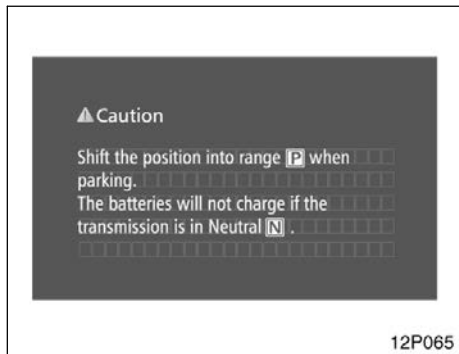 Caution
Shift the position into range P when
parking.
The batteries will not charge if the
transmission is in Neutral N .
12P065